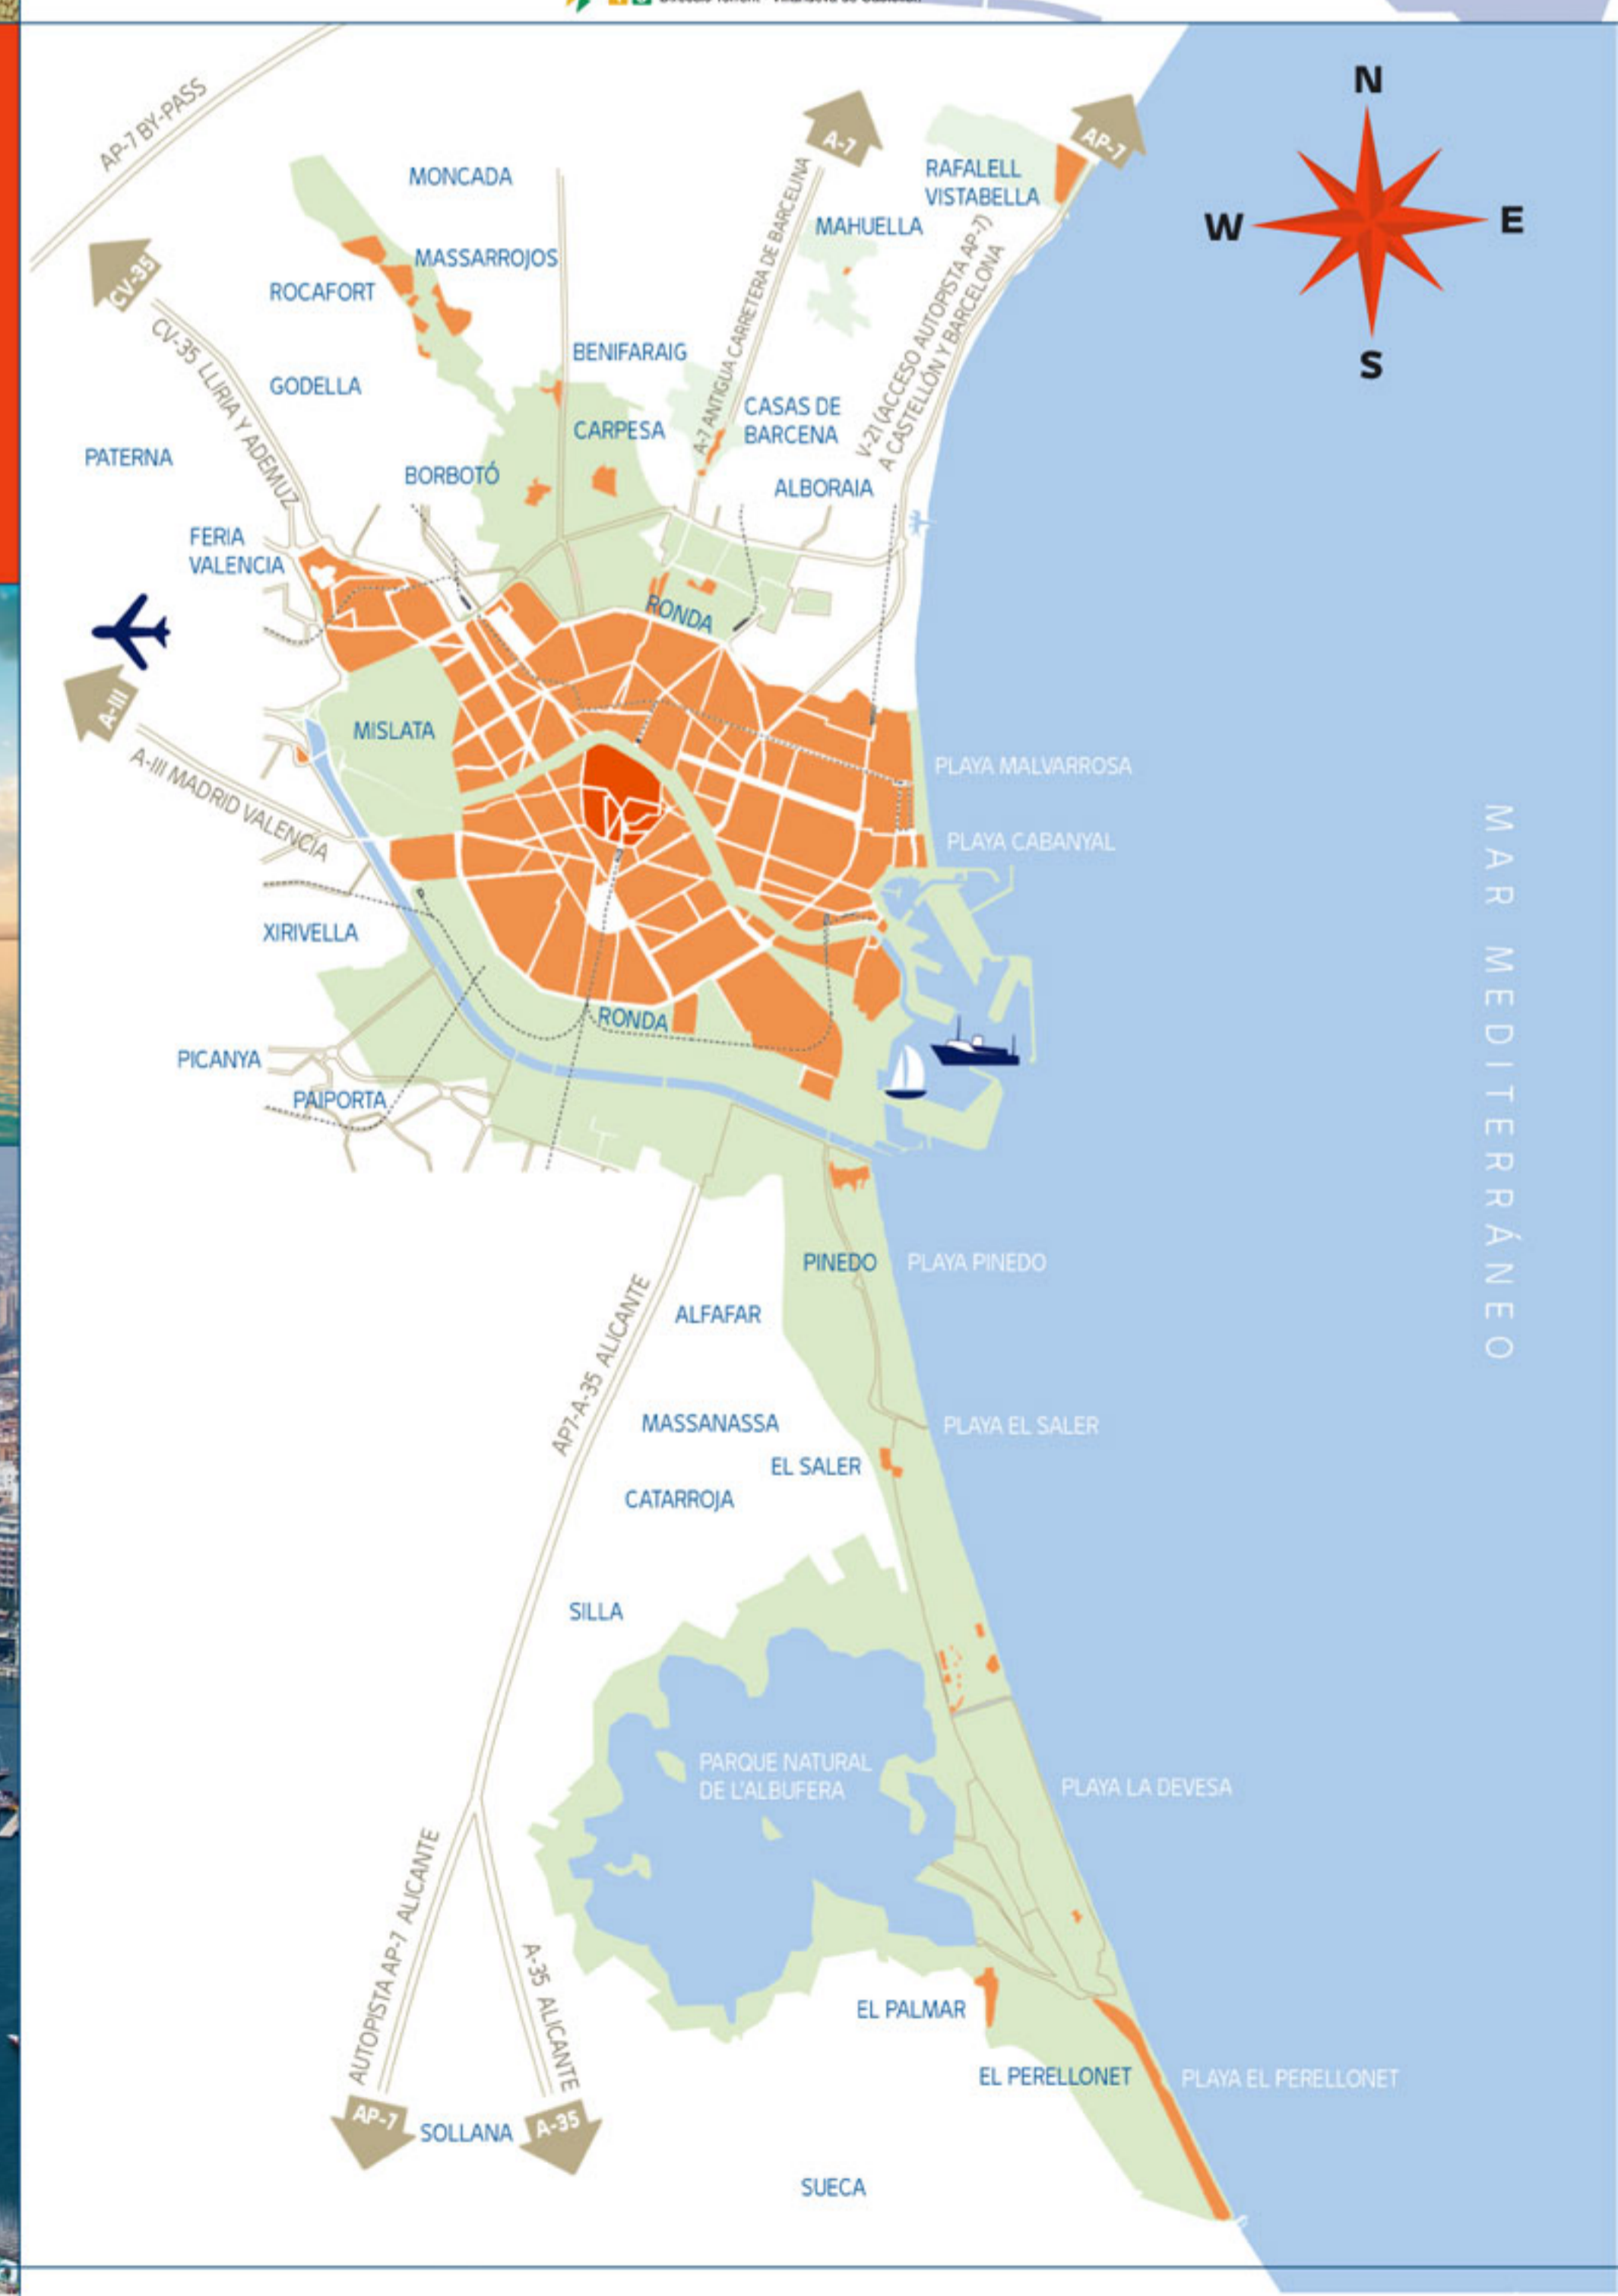 AP-7 BY-PASS
N
W
E
S
A-7
AP-7
MONCADA
RAFALELL
VISTABELLA
MAHUELLA
CV-35
MASSARROJOS
ROCAFORT
A-7 ANTIGUA CARRETERA DE BARCELINA
V-21 (ACCESO AUTOPISTA AP-7)
A CASTELLÓN Y BARCELONA
CV-35 LLIRIA Y ADEMUZ
BENIFARAIG
GODELLA
CASAS DE
BARCENA
CARPESA
PATERNA
BORBOTÓ
ALBORAIA
FERIA
VALENCIA
RONDA
A-III
MISLATA
A-III MADRID VALENCIA
PLAYA MALVARROSA
PLAYA CABANYAL
MAR MEDITERRÁNEO
XIRIVELLA
RONDA
PICANYA
PAIPORTA
PINEDO
PLAYA PINEDO
ALFAFAR
AP7-A-35 ALICANTE
MASSANASSA
PLAYA EL SALER
EL SALER
CATARROJA
SILLA
PARQUE NATURAL
DE L'ALBUFERA
PLAYA LA DEVESA
AUTOPISTA AP-7 ALICANTE
A-35 ALICANTE
EL PALMAR
EL PERELLONET
PLAYA EL PERELLONET
AP-7
SOLLANA
A-35
SUECA